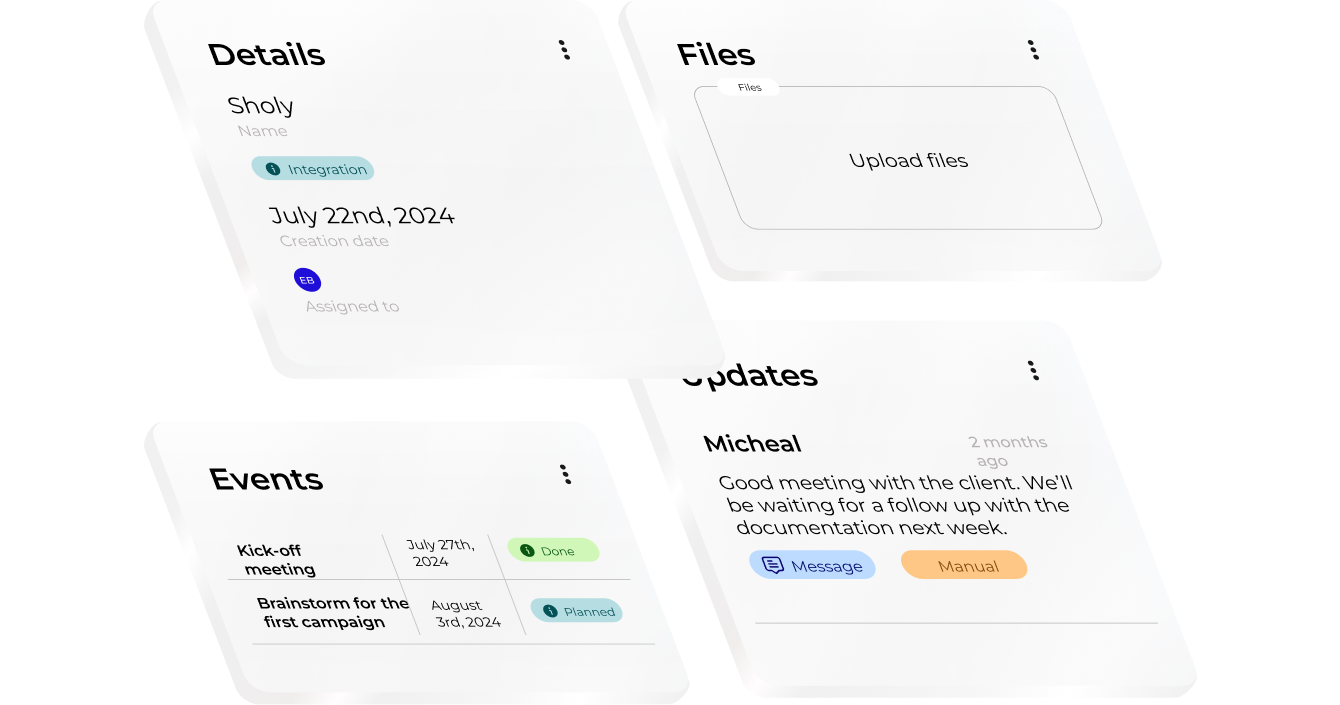 Details
Sholy
Name
Integration
July 22nd, 2024
Creation date
EB
Assigned to
Files
Files
Upload files
Updates
Micheal
2 months
ago
Good meeting with the client. We'll
be waiting for a follow up with the
documentation next week.
Message
Manual
Events
Kick-off
meeting
July 27th,
2024
Done
Brainstorm for the
first campaign
August
3rd, 2024
Planned